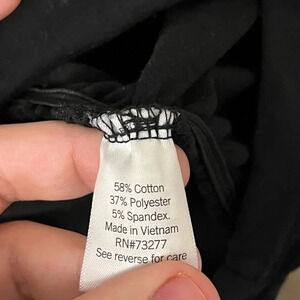 58% Cotton
37% Polyester
5% Spandex.
Made in Vietnam
RN#73277
See reverse for care